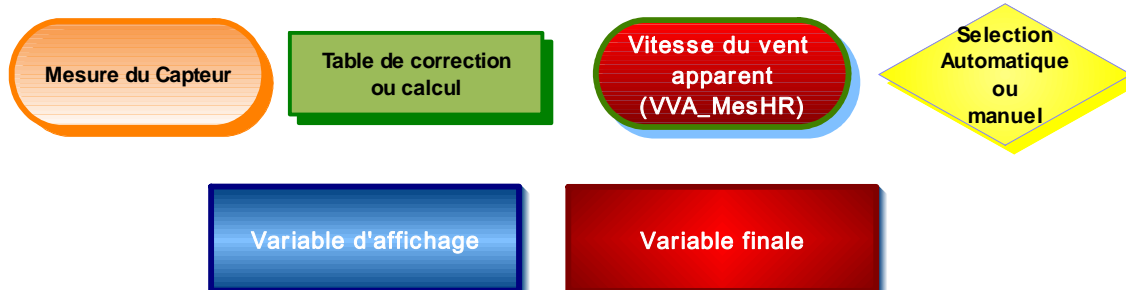 Mesure du Capteur
Table de correction
ou calcul
Vitesse du vent
apparent
(VVA_MesHR)
Selection
Automatique
ou
manuel
Variable d'affichage
Variable finale